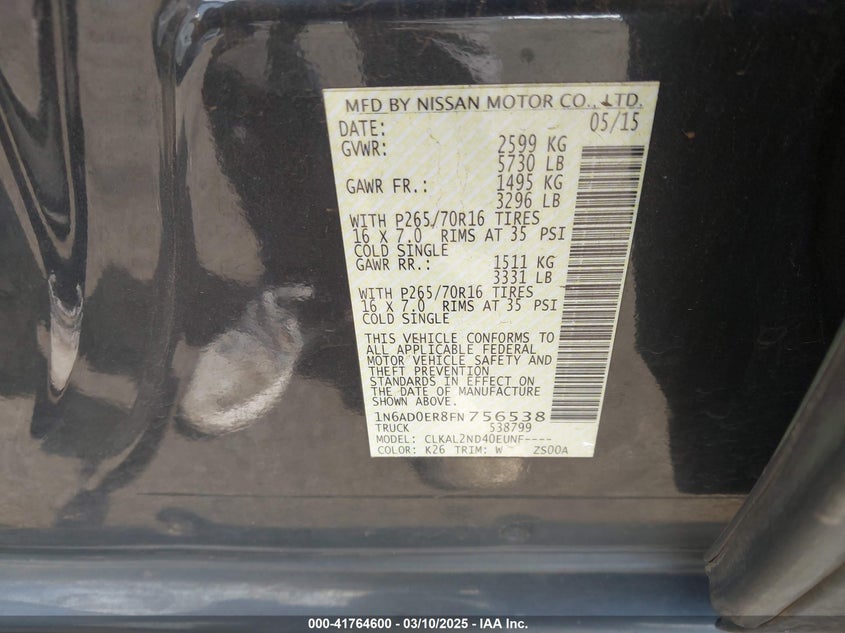 MFD BY NISSAN MOTOR CO., LTD.
DATE: 05/15
GVWR: 2599 KG
5730 LB
GAWR FR.: 1495 KG
3296 LB
WITH P265/70R16 TIRES
16 X 7.0 RIMS AT 35 PSI
COLD SINGLE
GAWR RR.: 1511 KG
3331 LB
WITH P265/70R16 TIRES
16 X 7.0 RIMS AT 35 PSI
COLD SINGLE
THIS VEHICLE CONFORMS TO
ALL APPLICABLE FEDERAL
MOTOR VEHICLE SAFETY AND
THEFT PREVENTION
STANDARDS IN EFFECT ON
THE DATE OF MANUFACTURE
SHOWN ABOVE.
1N6AD0ER8FN756538
TRUCK 538799
MODEL: CLKAL2ND40EUNF----
COLOR: K26 TRIM: W ZS00A
000-41764600 — 03/10/2025 - IAA Inc.